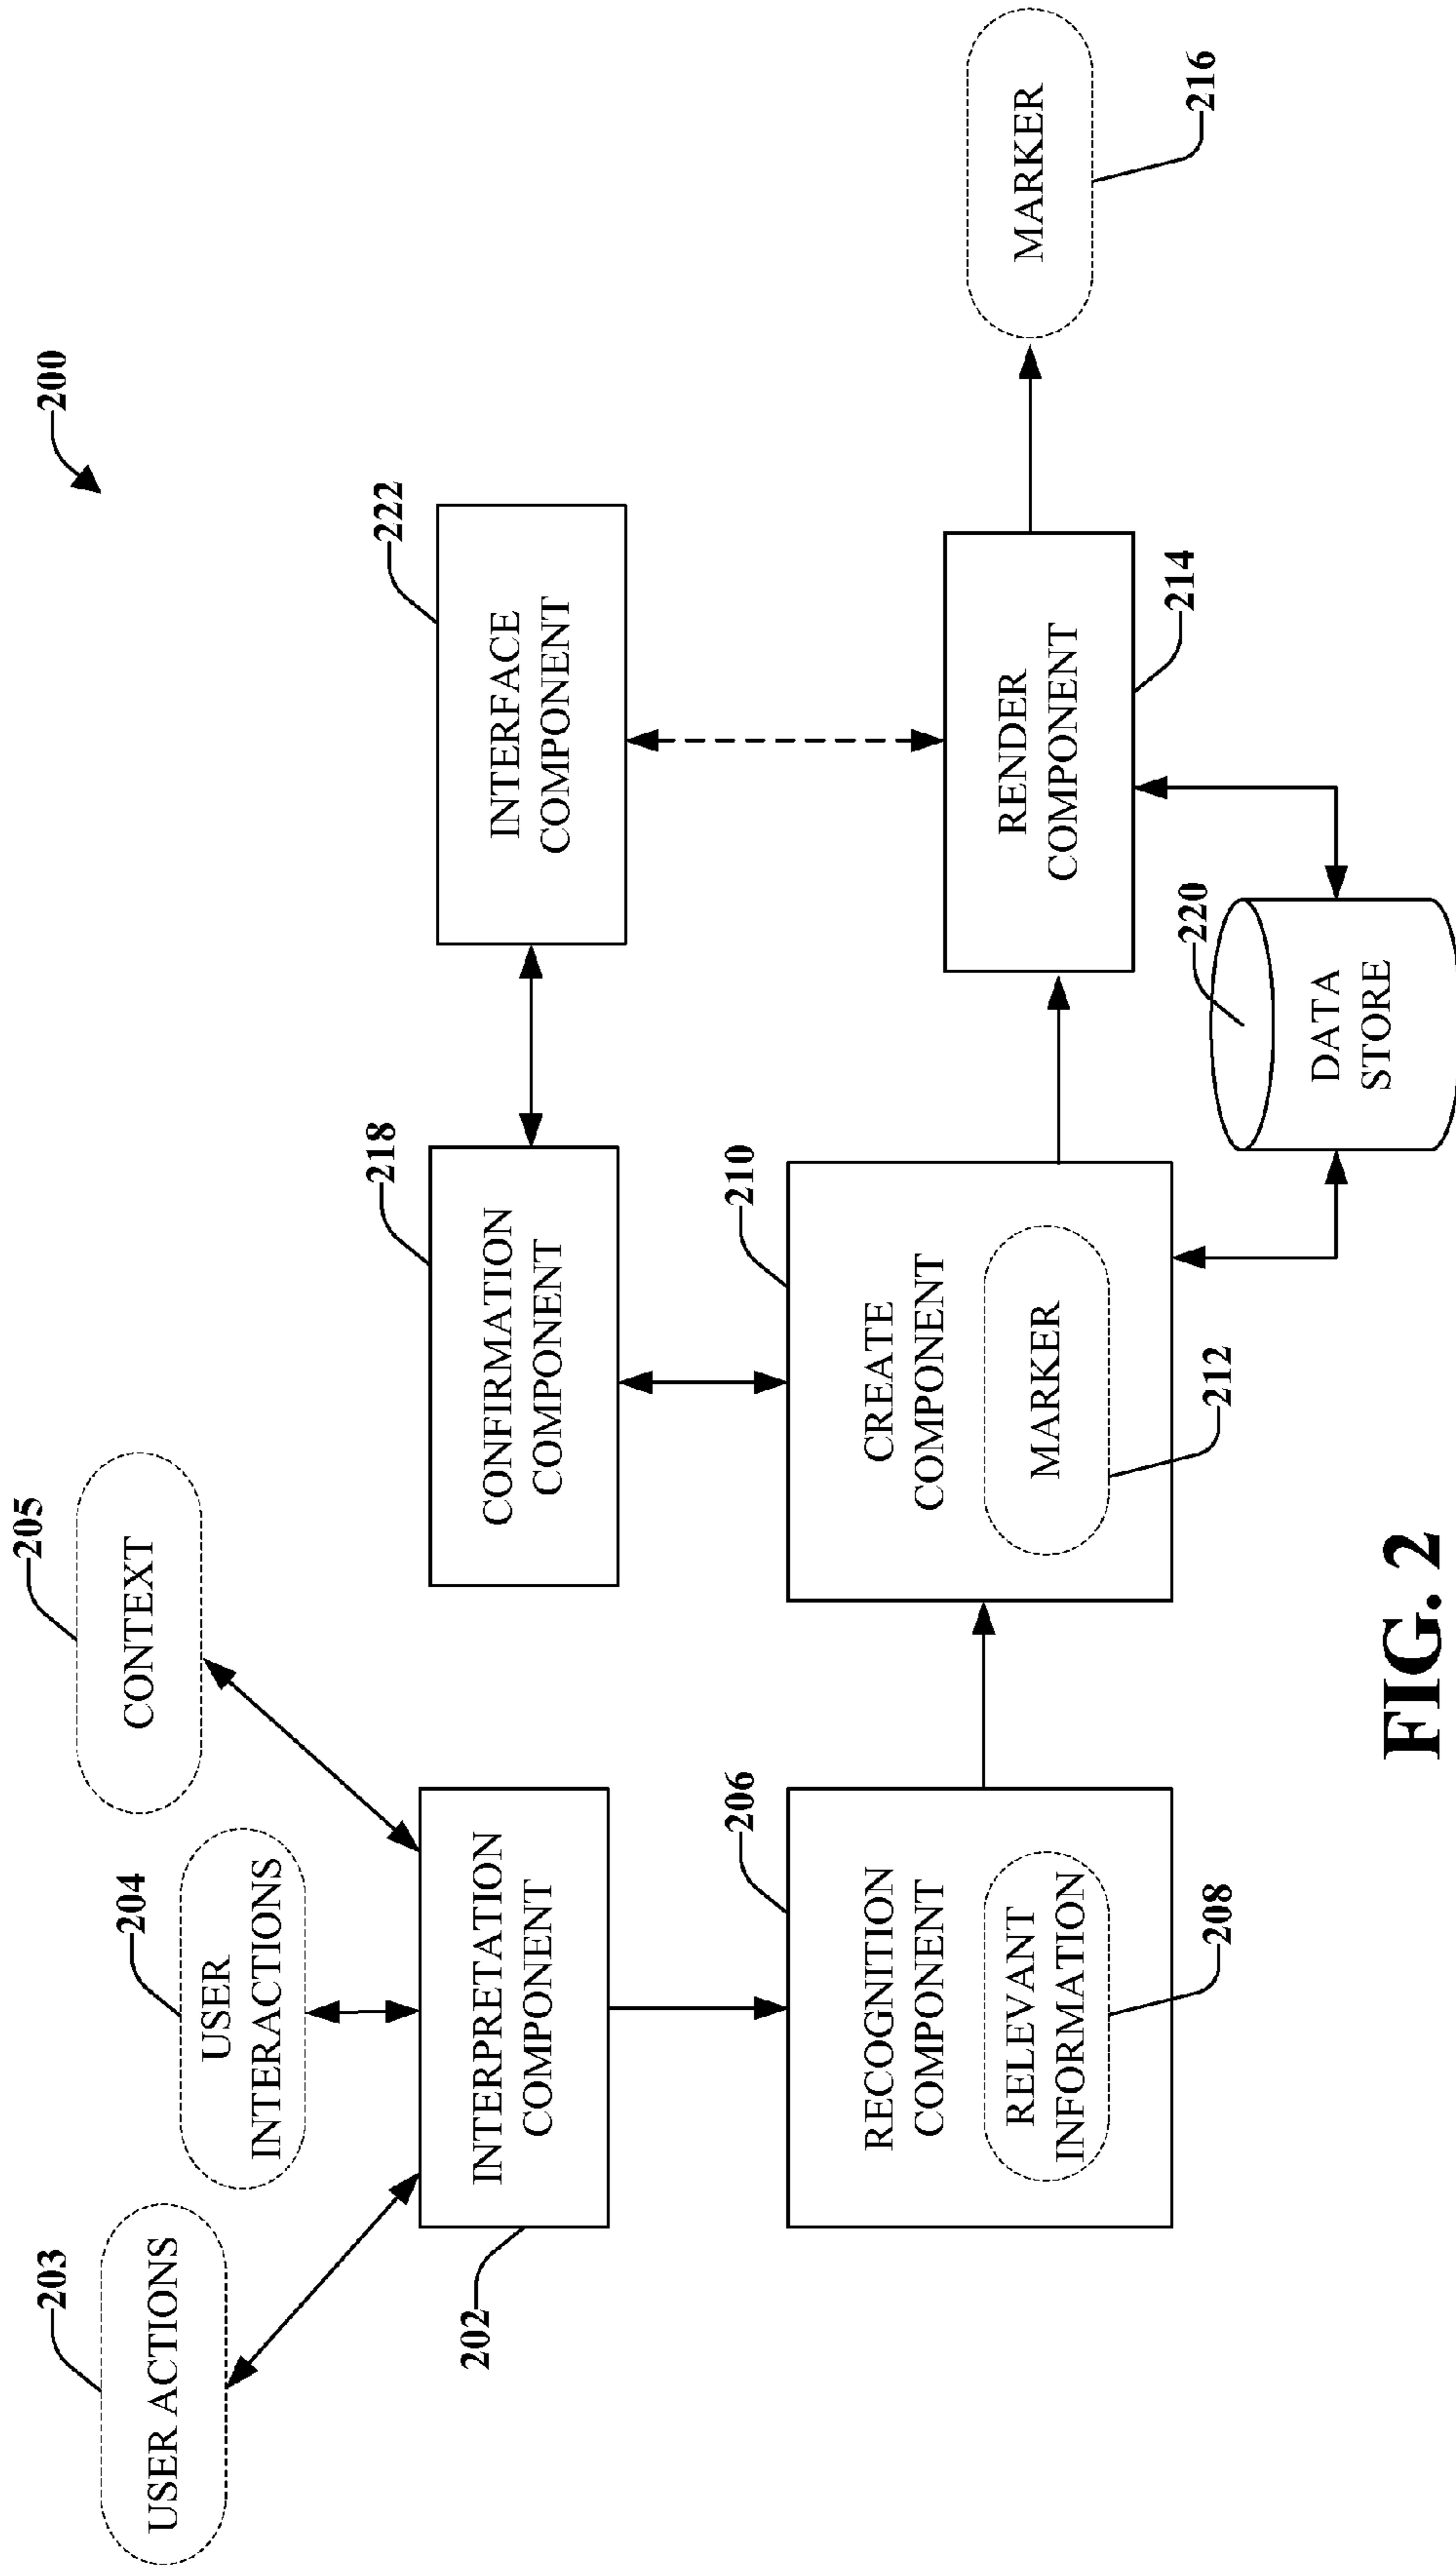 200
203
USER ACTIONS
204
USER
INTERACTIONS
205
CONTEXT
202
INTERPRETATION
COMPONENT
218
CONFIRMATION
COMPONENT
222
INTERFACE
COMPONENT
206
RECOGNITION
COMPONENT
RELEVANT
INFORMATION
208
210
CREATE
COMPONENT
MARKER
212
RENDER
COMPONENT
214
MARKER
216
220
DATA
STORE
FIG. 2